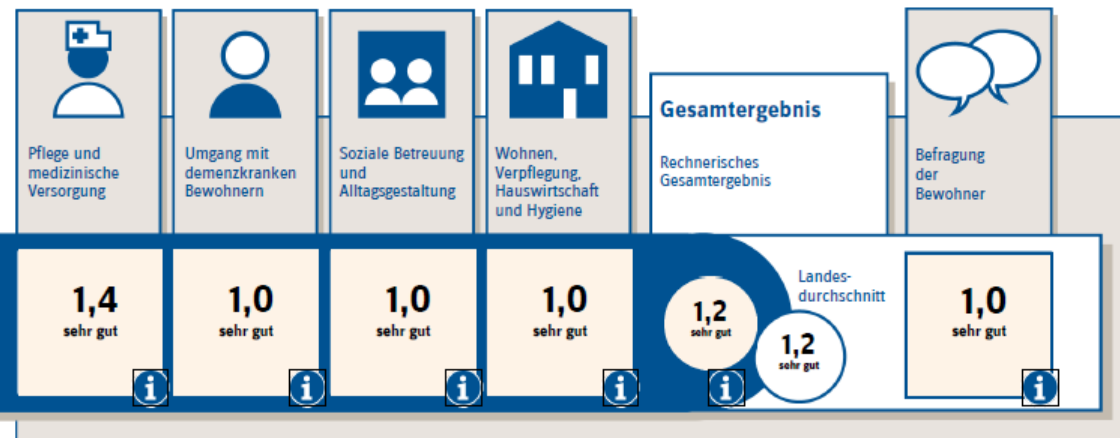 Pflege und
medizinische
Versorgung
Umgang mit
demenzkranken
Bewohnern
Soziale Betreuung
und
Alltagsgestaltung
Wohnen,
Verpflegung,
Hauswirtschaft
und Hygiene
Gesamtergebnis
Rechnerisches
Gesamtergebnis
Befragung
der
Bewohner
1,4
sehr gut
1,0
sehr gut
1,0
sehr gut
1,0
sehr gut
1,2
sehr gut
Landes-
durchschnitt
1,2
sehr gut
1,0
sehr gut
i
i
i
i
i
i